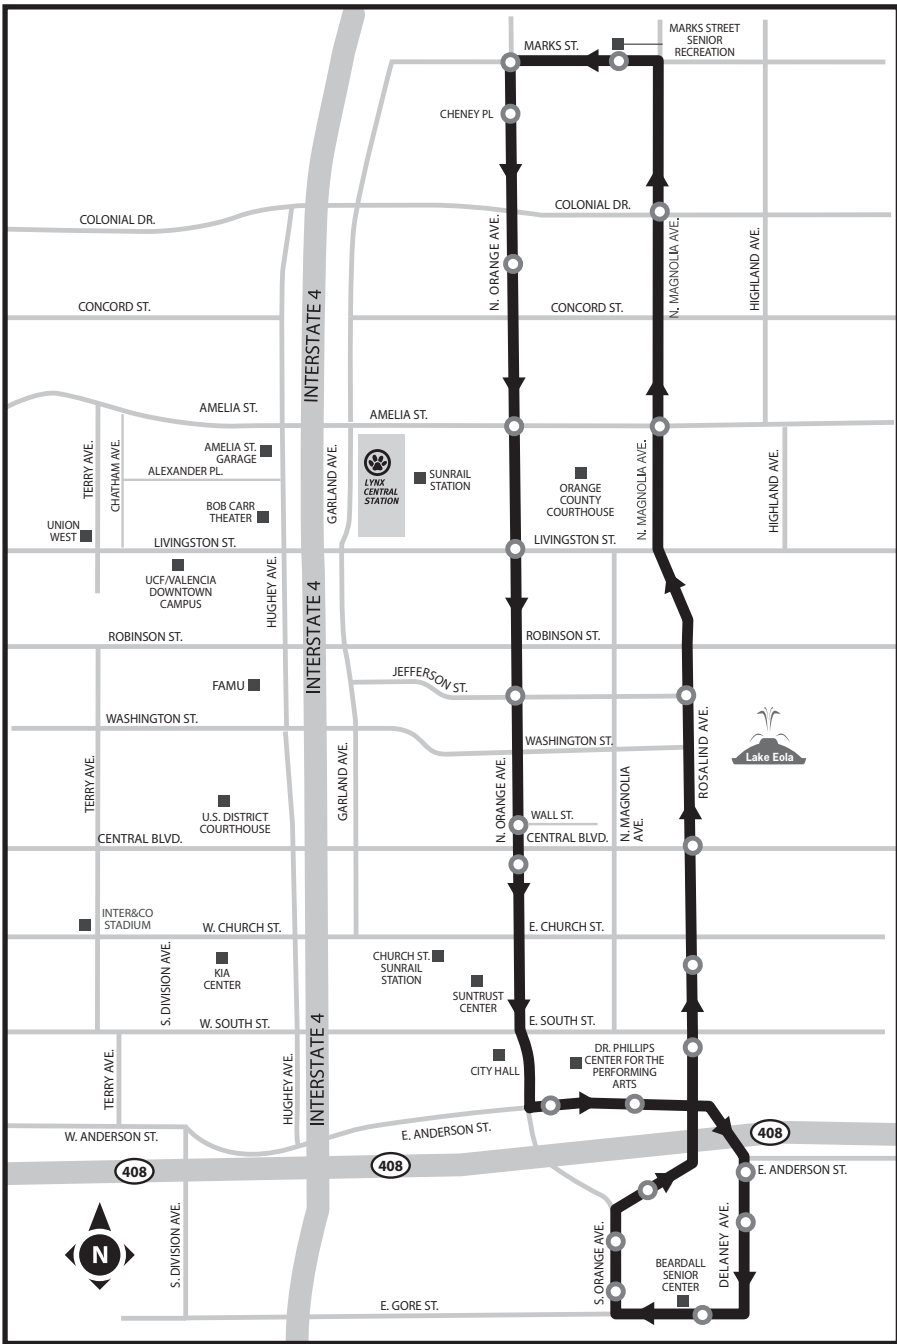 MARKS STREET
SENIOR
RECREATION
MARKS ST.
CHENEY PL
COLONIAL DR.
COLONIAL DR.
N. ORANGE AVE.
N. MAGNOLIA AVE.
HIGHLAND AVE.
CONCORD ST.
CONCORD ST.
INTERSTATE 4
AMELIA ST.
AMELIA ST.
TERRY AVE.
CHATHAM AVE.
AMELIA ST.
GARAGE
ALEXANDER PL.
GARLAND AVE.
LYNX
CENTRAL
STATION
SUNRAIL
STATION
ORANGE
COUNTY
COURTHOUSE
N. MAGNOLIA AVE.
HIGHLAND AVE.
BOB CARR
THEATER
UNION
WEST
LIVINGSTON ST.
LIVINGSTON ST.
UCF/VALENCIA
DOWNTOWN
CAMPUS
HUGHEY AVE.
INTERSTATE 4
ROBINSON ST.
ROBINSON ST.
FAMU
JEFFERSON ST.
WASHINGTON ST.
WASHINGTON ST.
ROSALIND AVE.
Lake Eola
TERRY AVE.
GARLAND AVE.
N. ORANGE AVE.
N. MAGNOLIA
AVE.
U.S. DISTRICT
COURTHOUSE
WALL ST.
CENTRAL BLVD.
CENTRAL BLVD.
INTER&CO
STADIUM
W. CHURCH ST.
E. CHURCH ST.
S. DIVISION AVE.
KIA
CENTER
CHURCH ST.
SUNRAIL
STATION
SUNTRUST
CENTER
W. SOUTH ST.
E. SOUTH ST.
INTERSTATE 4
TERRY AVE.
HUGHEY AVE.
CITY HALL
DR. PHILLIPS
CENTER FOR THE
PERFORMING
ARTS
W. ANDERSON ST.
E. ANDERSON ST.
408
408
408
E. ANDERSON ST.
N
S. DIVISION AVE.
S. ORANGE AVE.
BEARDALL
SENIOR
CENTER
DELANEY AVE.
E. GORE ST.